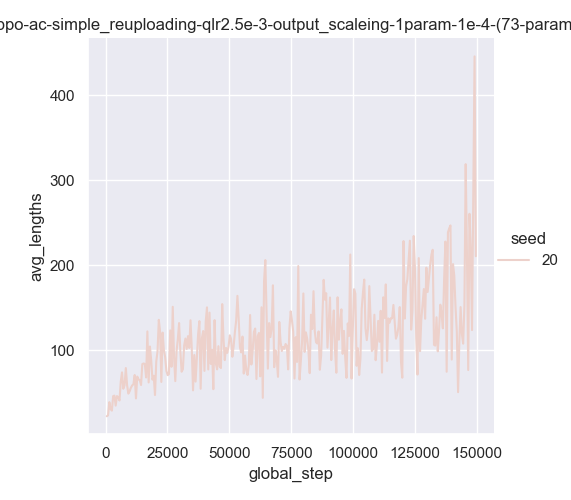 ppo-ac-simple_reuploading-qlr2.5e-3-output_scaleing-1param-1e-4-(73-param
400
300
200
100
avg_lengths
0 25000 50000 75000 100000 125000 150000
global_step
seed
20